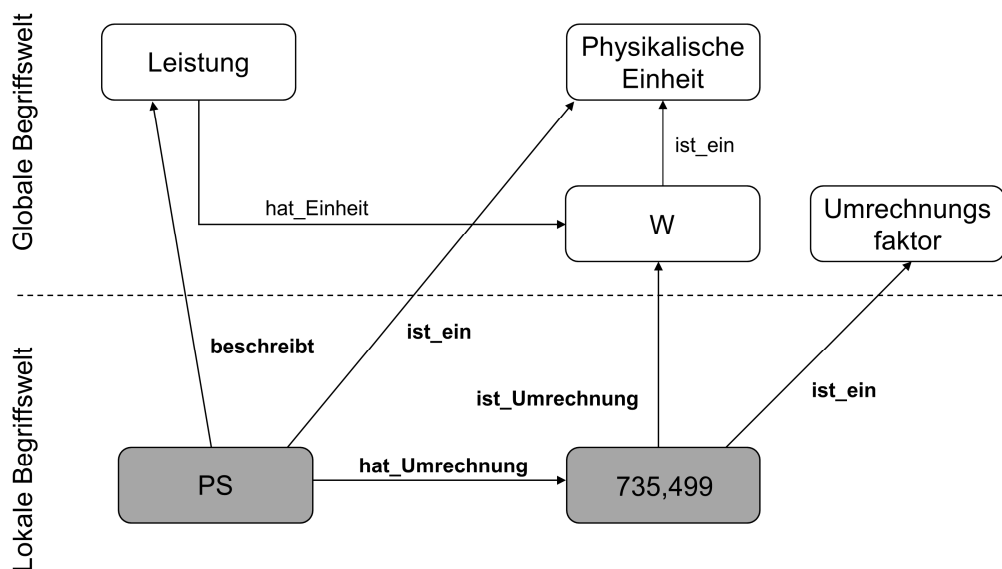 Globale Begriffswelt
Leistung
Physikalische
Einheit
ist_ein
hat_Einheit
W
Umrechnungs
faktor
Lokale Begriffswelt
beschreibt
ist_ein
ist_Umrechnung
ist_ein
PS
hat_Umrechnung
735,499